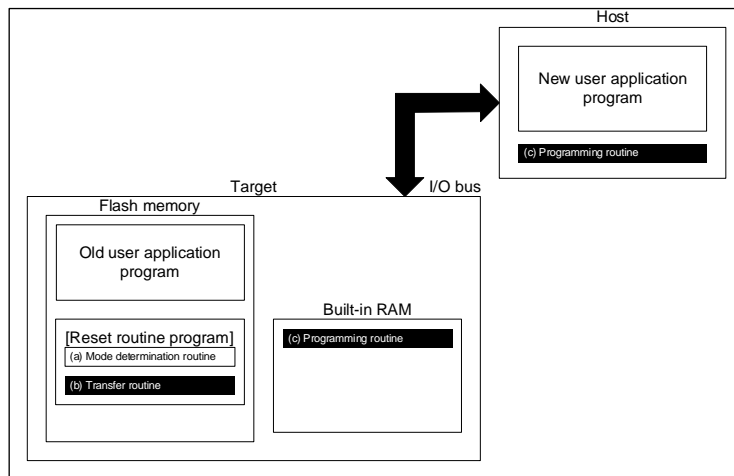 Host
New user application
program
(c) Programming routine
Target
I/O bus
Flash memory
Old user application
program
[Reset routine program]
(a) Mode determination routine
(b) Transfer routine
Built-in RAM
(c) Programming routine